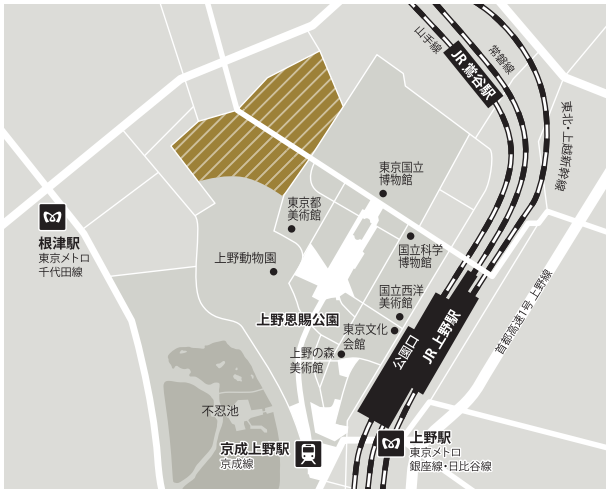 山手線
常磐線
JR 鶯谷駅
東北・上越新幹線
東京国立
博物館
東京都
美術館
根津駅
東京メトロ
千代田線
上野動物園
国立科学
博物館
国立西洋
美術館
上野恩賜公園
東京文化
会館
公園口
JR 上野駅
首都高速1号 上野線
上野の森
美術館
不忍池
京成上野駅
京成線
上野駅
東京メトロ
銀座線・日比谷線